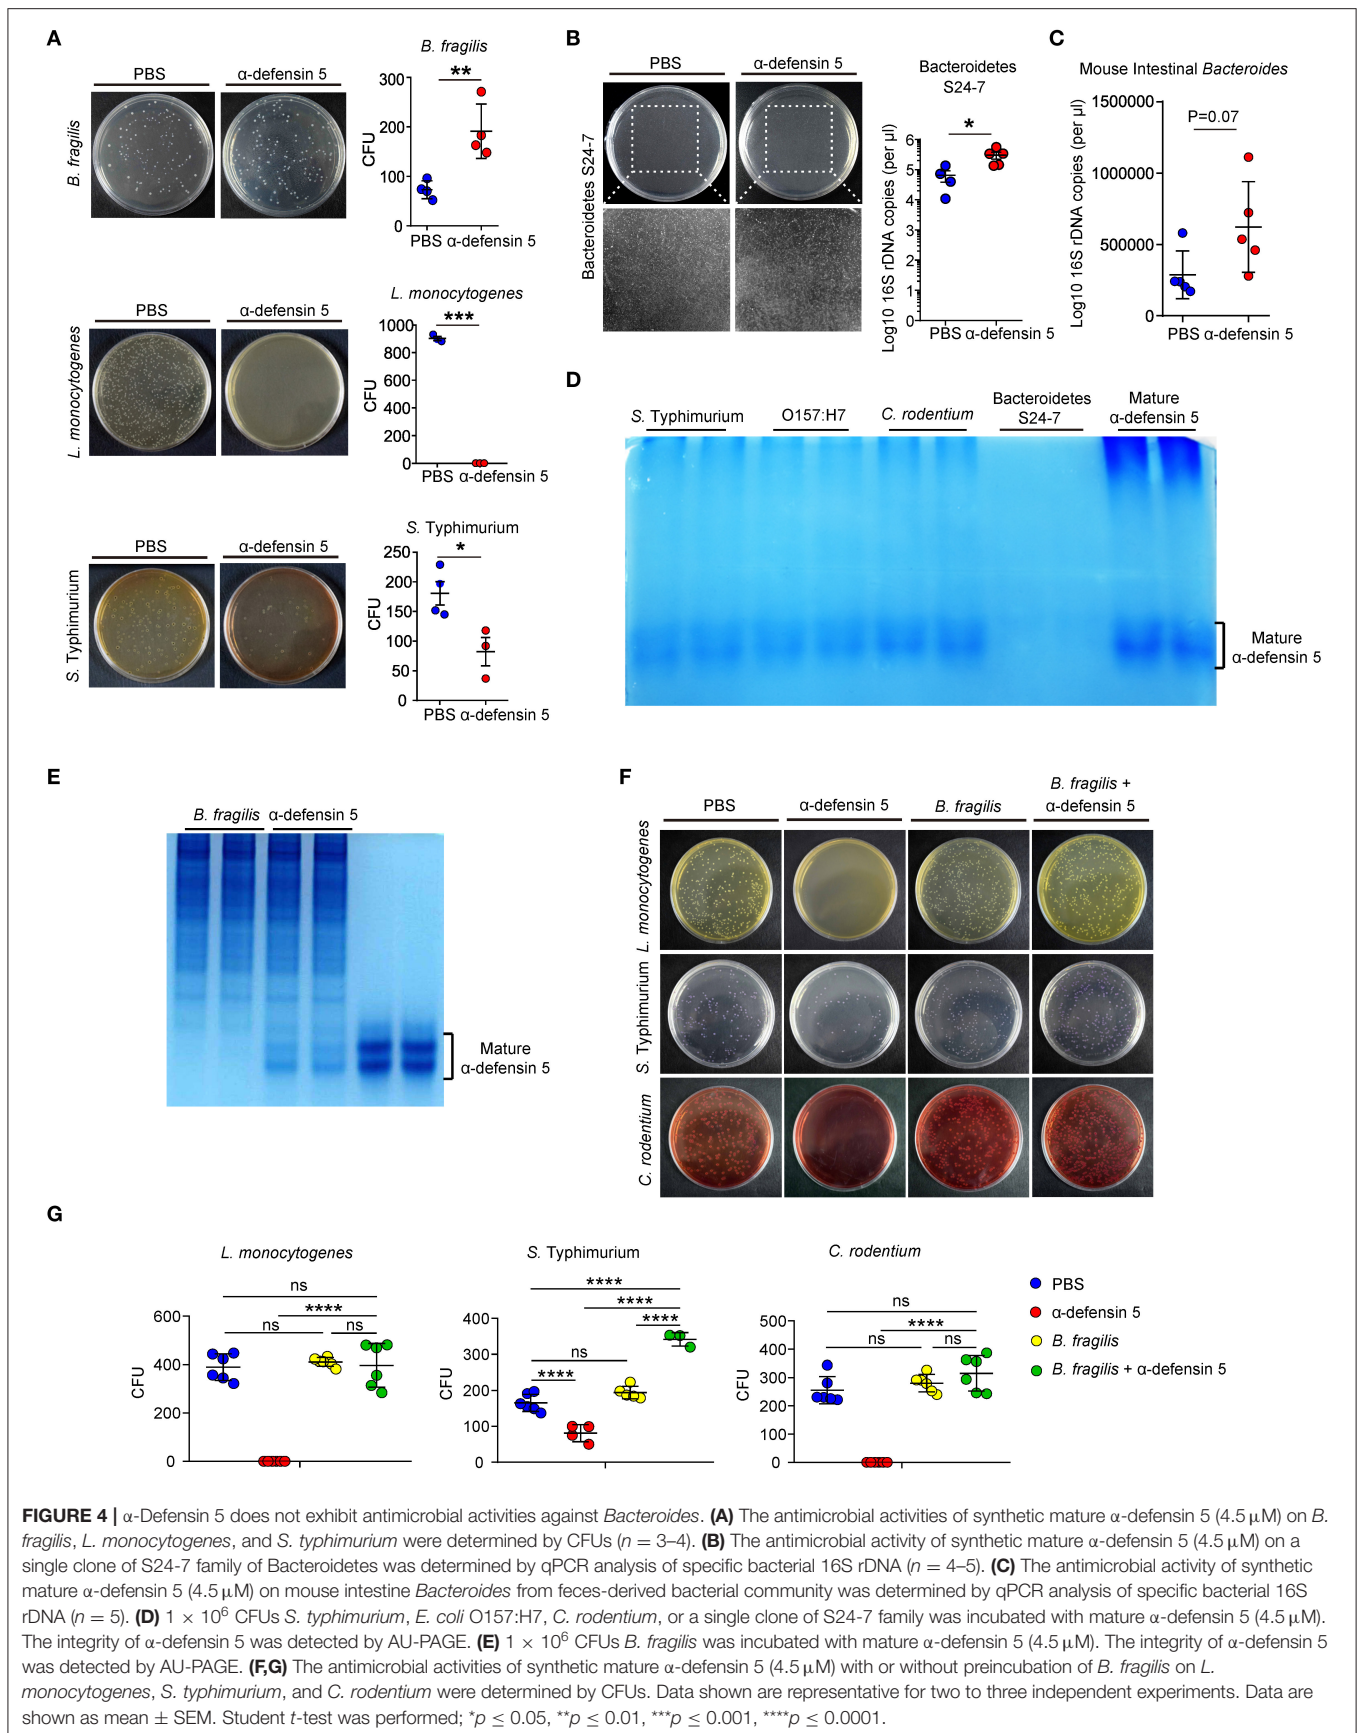 A
PBS
α-defensin 5
B. fragilis
B. fragilis
**
CFU
300
200
100
0
PBS α-defensin 5
PBS
α-defensin 5
L. monocytogenes
L. monocytogenes
***
CFU
1000
800
600
400
200
0
PBS α-defensin 5
PBS
α-defensin 5
S. Typhimurium
S. Typhimurium
*
CFU
250
200
150
100
50
0
PBS α-defensin 5
B
PBS
α-defensin 5
Bacteroidetes S24-7
Bacteroidetes
S24-7
*
Log10 16S rDNA copies (per µl)
6
5
4
3
2
1
0
PBS α-defensin 5
C
Mouse Intestinal Bacteroides
P=0.07
Log10 16S rDNA copies (per µl)
1500000
1000000
500000
0
PBS α-defensin 5
D
S. Typhimurium
O157:H7
C. rodentium
Bacteroidetes
S24-7
Mature
α-defensin 5
Mature
α-defensin 5
E
B. fragilis
α-defensin 5
Mature
α-defensin 5
F
PBS
α-defensin 5
B. fragilis
B. fragilis +
α-defensin 5
L. monocytogenes
S. Typhimurium
C. rodentium
G
L. monocytogenes
ns
****
ns
ns
CFU
600
400
200
0
S. Typhimurium
****
****
****
ns
****
CFU
400
300
200
100
0
C. rodentium
ns
****
ns
ns
CFU
500
400
300
200
100
0
PBS
α-defensin 5
B. fragilis
B. fragilis + α-defensin 5
FIGURE 4 | α-Defensin 5 does not exhibit antimicrobial activities against Bacteroides. (A) The antimicrobial activities of synthetic mature α-defensin 5 (4.5 µM) on B.
fragilis, L. monocytogenes, and S. typhimurium were determined by CFUs (n = 3–4). (B) The antimicrobial activity of synthetic mature α-defensin 5 (4.5 µM) on a
single clone of S24-7 family of Bacteroidetes was determined by qPCR analysis of specific bacterial 16S rDNA (n = 4–5). (C) The antimicrobial activity of synthetic
mature α-defensin 5 (4.5 µM) on mouse intestine Bacteroides from feces-derived bacterial community was determined by qPCR analysis of specific bacterial 16S
rDNA (n = 5). (D) 1 × 10⁶ CFUs S. typhimurium, E. coli O157:H7, C. rodentium, or a single clone of S24-7 family was incubated with mature α-defensin 5 (4.5 µM).
The integrity of α-defensin 5 was detected by AU-PAGE. (E) 1 × 10⁶ CFUs B. fragilis was incubated with mature α-defensin 5 (4.5 µM). The integrity of α-defensin 5
was detected by AU-PAGE. (F,G) The antimicrobial activities of synthetic mature α-defensin 5 (4.5 µM) with or without preincubation of B. fragilis on L.
monocytogenes, S. typhimurium, and C. rodentium were determined by CFUs. Data shown are representative for two to three independent experiments. Data are
shown as mean ± SEM. Student t-test was performed; *p ≤ 0.05, **p ≤ 0.01, ***p ≤ 0.001, ****p ≤ 0.0001.